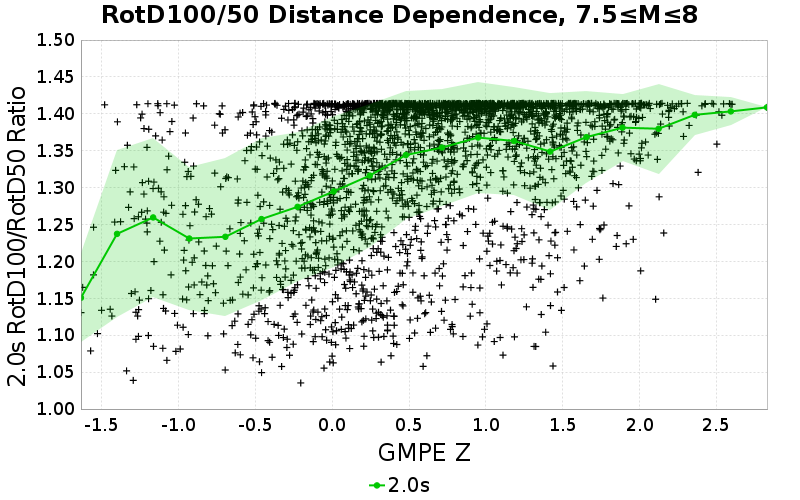 RotD100/50 Distance Dependence, 7.5≤M≤8
2.0s RotD100/RotD50 Ratio
1.50
1.45
1.40
1.35
1.30
1.25
1.20
1.15
1.10
1.05
1.00
-1.5 -1.0 -0.5 0.0 0.5 1.0 1.5 2.0 2.5
GMPE Z
2.0s